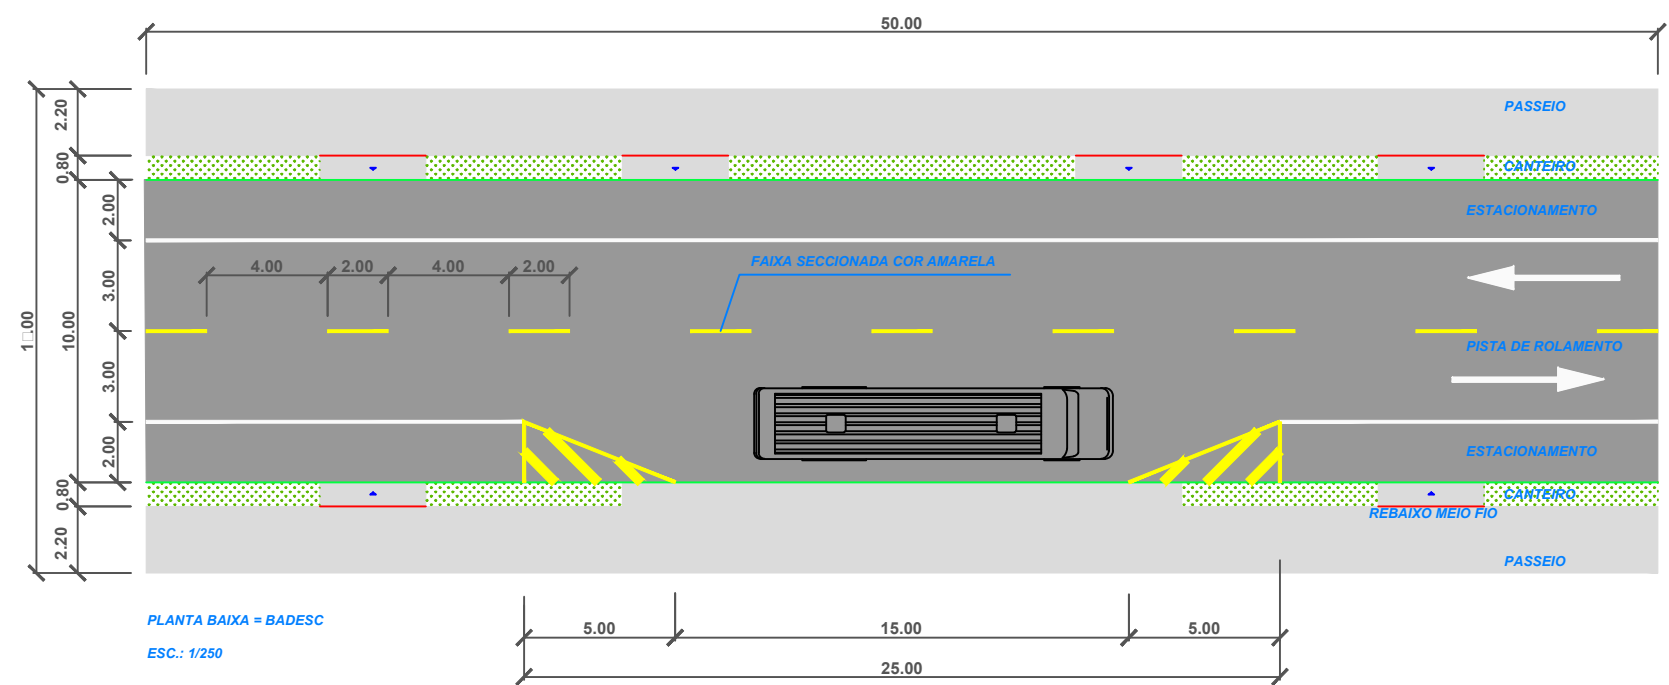 50.00
2.20
PASSEIO
0.80
CANTEIRO
2.00
ESTACIONAMENTO
FAIXA SECCIONADA COR AMARELA
4.00 2.00 4.00 2.00
3.00
1□.00
10.00
PISTA DE ROLAMENTO
3.00
2.00
ESTACIONAMENTO
0.80
CANTEIRO
REBAIXO MEIO FIO
2.20
PASSEIO
PLANTA BAIXA = BADESC
5.00 15.00 5.00
ESC.: 1/250
25.00